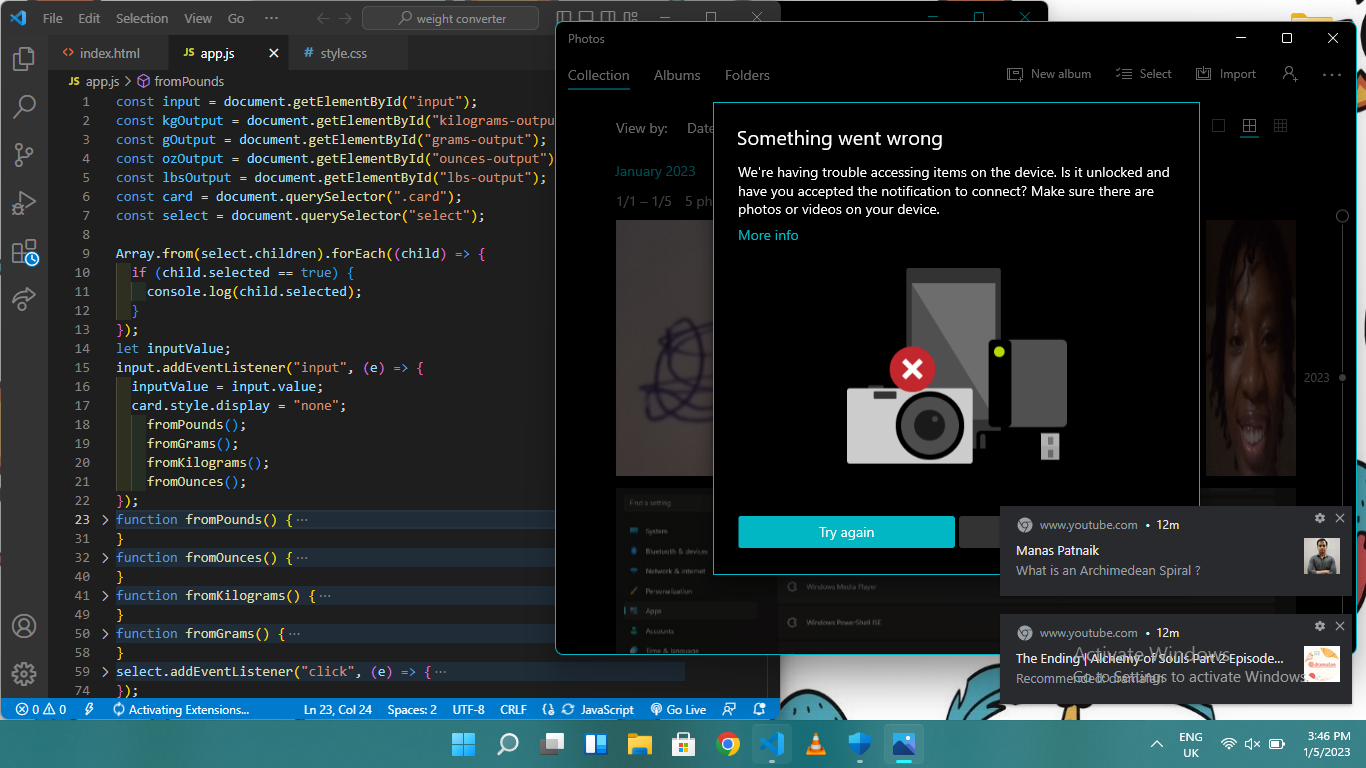 File Edit Selection View Go ··· weight converter
index.html app.js style.css
JS app.js > fromPounds
1 const input = document.getElementById("input");
2 const kgOutput = document.getElementById("kilograms-outpu
3 const gOutput = document.getElementById("grams-output");
4 const ozOutput = document.getElementById("ounces-output")
5 const lbsOutput = document.getElementById("lbs-output");
6 const card = document.querySelector(".card");
7 const select = document.querySelector("select");
8
9 Array.from(select.children).forEach((child) => {
10 if (child.selected == true) {
11 console.log(child.selected);
12 }
13 });
14 let inputValue;
15 input.addEventListener("input", (e) => {
16 inputValue = input.value;
17 card.style.display = "none";
18 fromPounds();
19 fromGrams();
20 fromKilograms();
21 fromOunces();
22 });
23 function fromPounds() {···
31 }
32 function fromOunces() {···
40 }
41 function fromKilograms() {···
49 }
50 function fromGrams() {···
58 }
59 select.addEventListener("click", (e) => {···
74 });
0 0 Activating Extensions... Ln 23, Col 24 Spaces: 2 UTF-8 CRLF JavaScript Go Live
Photos
Collection Albums Folders New album Select Import ···
View by: Date
January 2023
1/1 – 1/5 5 ph
2023
Something went wrong
We're having trouble accessing items on the device. Is it unlocked and
have you accepted the notification to connect? Make sure there are
photos or videos on your device.
More info
Try again
Find a setting
System
Bluetooth & devices
Network & internet
Personalization
Apps
Accounts
Time & language
Windows Media Player
Windows PowerShell ISE
www.youtube.com • 12m
Manas Patnaik
What is an Archimedean Spiral ?
www.youtube.com • 12m
The Ending | Alchemy of Souls Part 2 Episode...
Recommended: dramafan
Activate Windows
Go to Settings to activate Windows.
ENG
UK
3:46 PM
1/5/2023